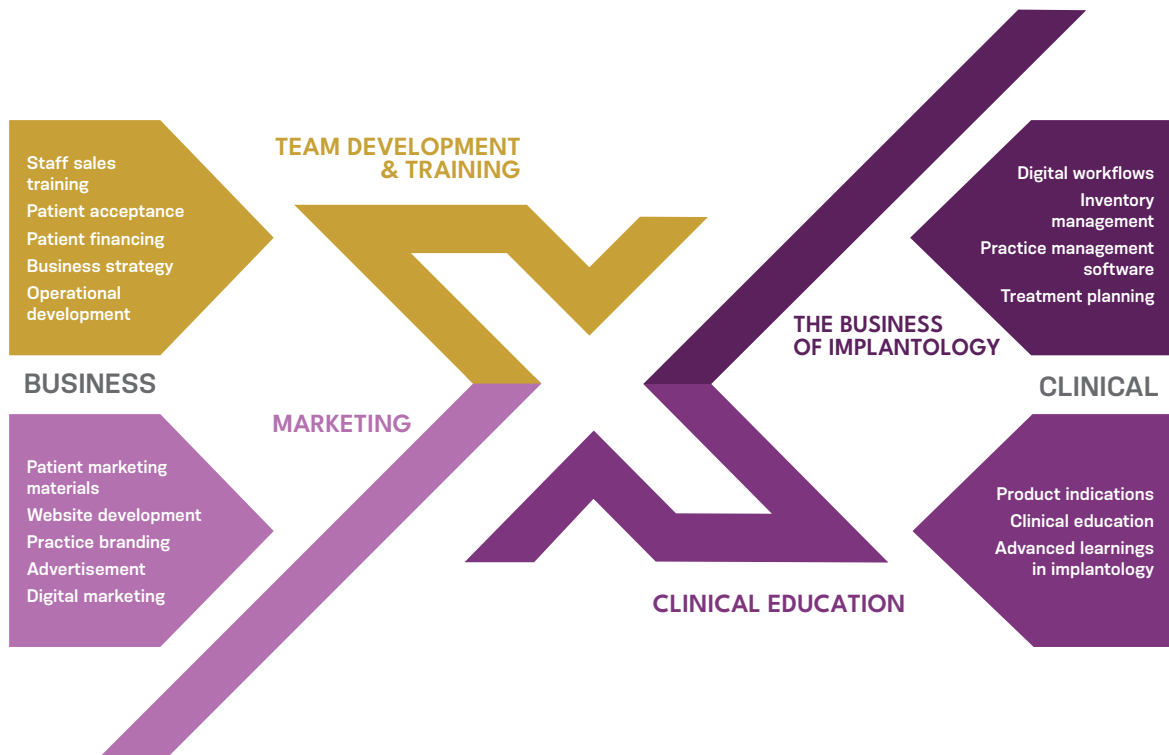 TEAM DEVELOPMENT
& TRAINING
Staff sales
training
Patient acceptance
Patient financing
Business strategy
Operational
development
BUSINESS
MARKETING
Patient marketing
materials
Website development
Practice branding
Advertisement
Digital marketing
Digital workflows
Inventory
management
Practice management
software
Treatment planning
THE BUSINESS
OF IMPLANTOLOGY
CLINICAL
Product indications
Clinical education
Advanced learnings
in implantology
CLINICAL EDUCATION